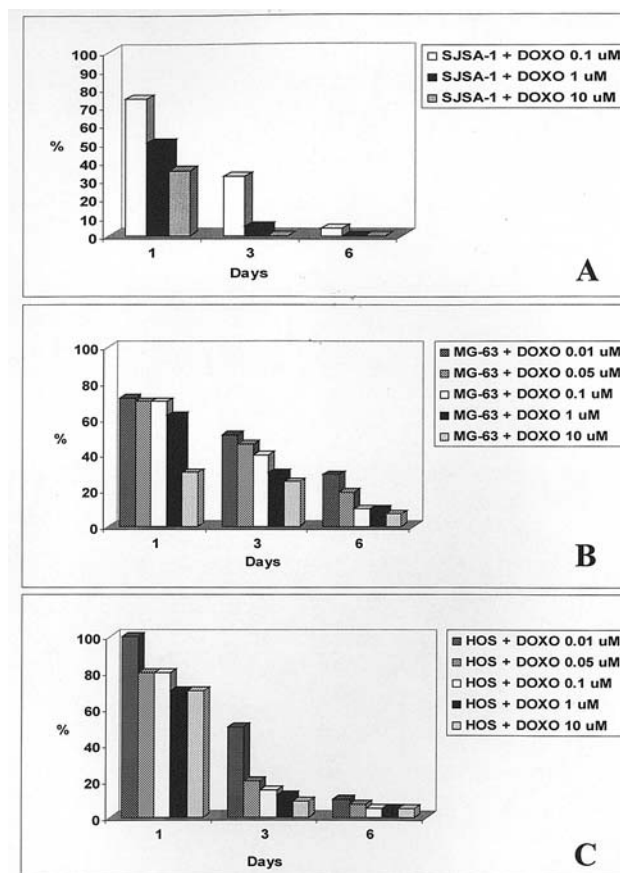 100
90
80
70
60
50
40
30
20
10
0
%
1 3 6
Days
SJSA-1 + DOXO 0.1 uM
SJSA-1 + DOXO 1 uM
SJSA-1 + DOXO 10 uM
A
100
80
60
40
20
0
%
1 3 6
Days
MG-63 + DOXO 0.01 uM
MG-63 + DOXO 0.05 uM
MG-63 + DOXO 0.1 uM
MG-63 + DOXO 1 uM
MG-63 + DOXO 10 uM
B
100
80
60
40
20
0
%
1 3 6
Days
HOS + DOXO 0.01 uM
HOS + DOXO 0.05 uM
HOS + DOXO 0.1 uM
HOS + DOXO 1 uM
HOS + DOXO 10 uM
C